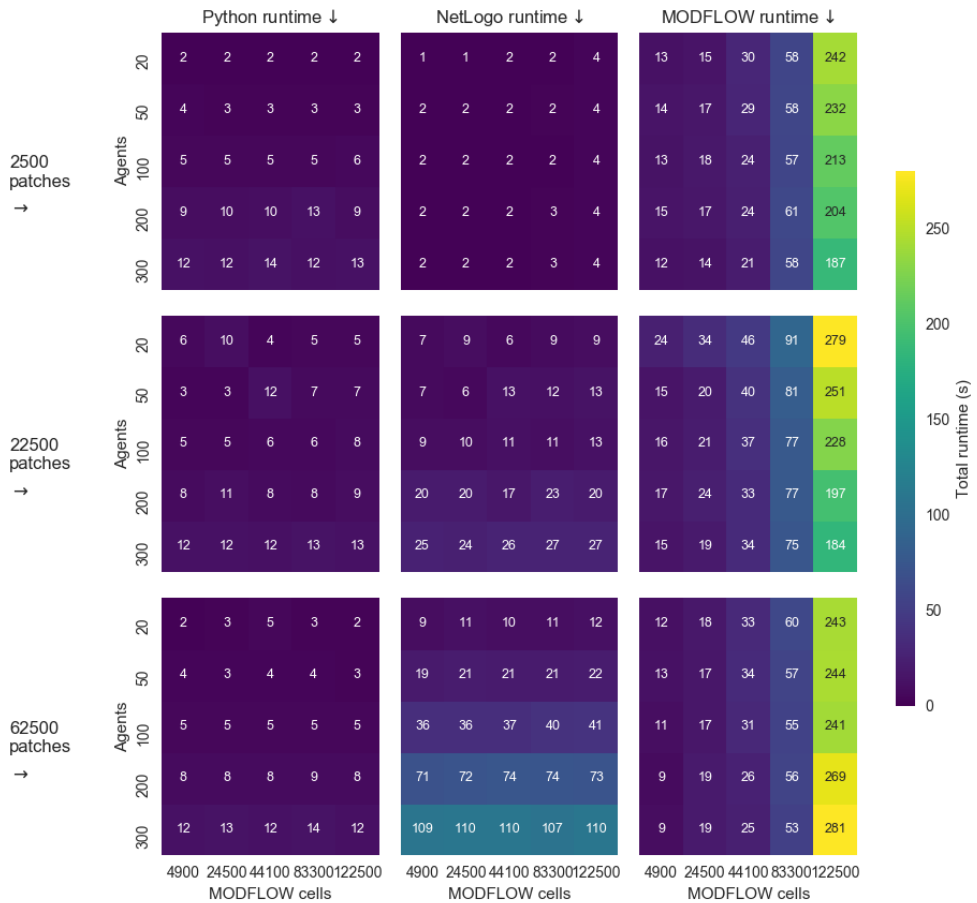 Python runtime ↓ NetLogo runtime ↓ MODFLOW runtime ↓
2500
patches
→
Agents
20 2 2 2 2 2 1 1 2 2 4 13 15 30 58 242
50 4 3 3 3 3 2 2 2 2 4 14 17 29 58 232
100 5 5 5 5 6 2 2 2 2 4 13 18 24 57 213
200 9 10 10 13 9 2 2 2 3 4 15 17 24 61 204
300 12 12 14 12 13 2 2 2 3 4 12 14 21 58 187
22500
patches
→
Agents
20 6 10 4 5 5 7 9 6 9 9 24 34 46 91 279
50 3 3 12 7 7 7 6 13 12 13 15 20 40 81 251
100 5 5 6 6 8 9 10 11 11 13 16 21 37 77 228
200 8 11 8 8 9 20 20 17 23 20 17 24 33 77 197
300 12 12 12 13 13 25 24 26 27 27 15 19 34 75 184
62500
patches
→
Agents
20 2 3 5 3 2 9 11 10 11 12 12 18 33 60 243
50 4 3 4 4 3 19 21 21 21 22 13 17 34 57 244
100 5 5 5 5 5 36 36 37 40 41 11 17 31 55 241
200 8 8 8 9 8 71 72 74 74 73 9 19 26 56 269
300 12 13 12 14 12 109 110 110 107 110 9 19 25 53 281
4900 24500 44100 83300 122500 4900 24500 44100 83300 122500 4900 24500 44100 83300 122500
MODFLOW cells MODFLOW cells MODFLOW cells
250
200
150
100
50
0
Total runtime (s)